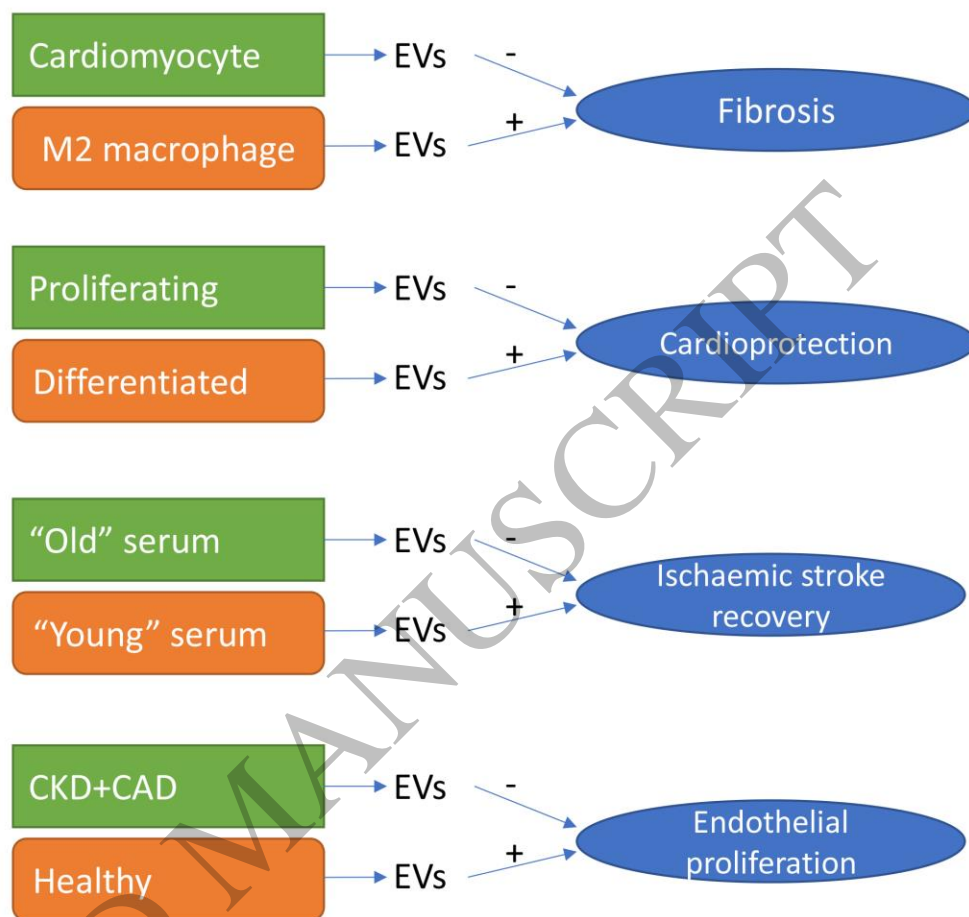 Cardiomyocyte
EVs
-
Fibrosis
M2 macrophage
EVs
+
Proliferating
EVs
-
Cardioprotection
Differentiated
EVs
+
"Old" serum
EVs
-
Ischaemic stroke
recovery
"Young" serum
EVs
+
CKD+CAD
EVs
-
Endothelial
proliferation
Healthy
EVs
+
D MANUSCRIPT